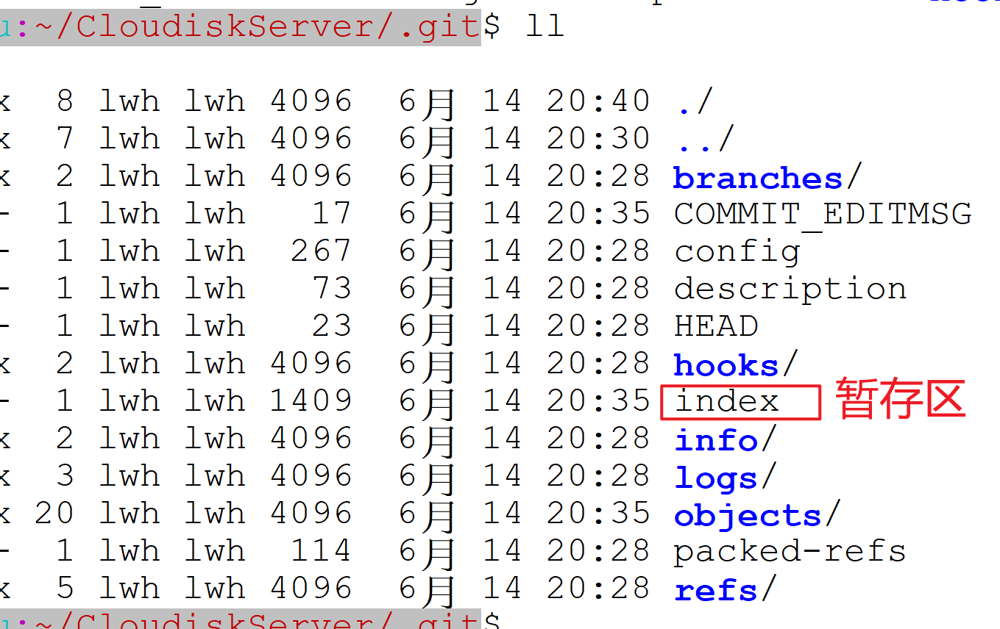 u:~/CloudiskServer/.git$ ll
x 8 lwh lwh 4096 6月 14 20:40 ./
x 7 lwh lwh 4096 6月 14 20:30 ../
x 2 lwh lwh 4096 6月 14 20:28 branches/
- 1 lwh lwh 17 6月 14 20:35 COMMIT_EDITMSG
- 1 lwh lwh 267 6月 14 20:28 config
- 1 lwh lwh 73 6月 14 20:28 description
- 1 lwh lwh 23 6月 14 20:28 HEAD
x 2 lwh lwh 4096 6月 14 20:28 hooks/
- 1 lwh lwh 1409 6月 14 20:35 index 暂存区
x 2 lwh lwh 4096 6月 14 20:28 info/
x 3 lwh lwh 4096 6月 14 20:28 logs/
x 20 lwh lwh 4096 6月 14 20:35 objects/
- 1 lwh lwh 114 6月 14 20:28 packed-refs
x 5 lwh lwh 4096 6月 14 20:28 refs/
u:~/CloudiskServer/.git$